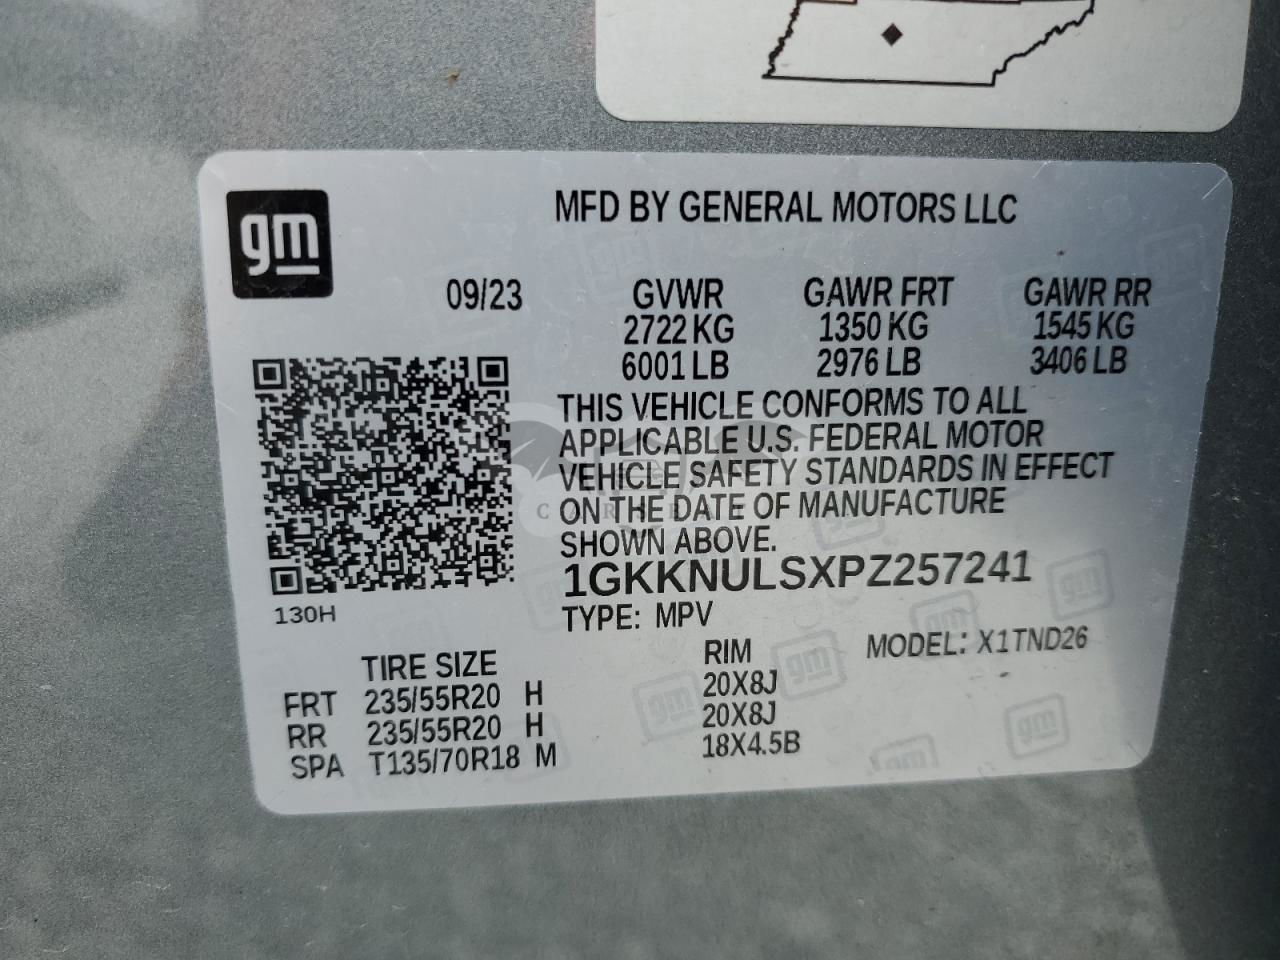 gm
MFD BY GENERAL MOTORS LLC
09/23 GVWR GAWR FRT GAWR RR
2722 KG 1350 KG 1545 KG
6001 LB 2976 LB 3406 LB
THIS VEHICLE CONFORMS TO ALL
APPLICABLE U.S. FEDERAL MOTOR
VEHICLE SAFETY STANDARDS IN EFFECT
ON THE DATE OF MANUFACTURE
SHOWN ABOVE.
1GKKNULSXPZ257241
130H
TYPE: MPV
TIRE SIZE RIM MODEL: X1TND26
FRT 235/55R20 H 20X8J
RR 235/55R20 H 20X8J
SPA T135/70R18 M 18X4.5B